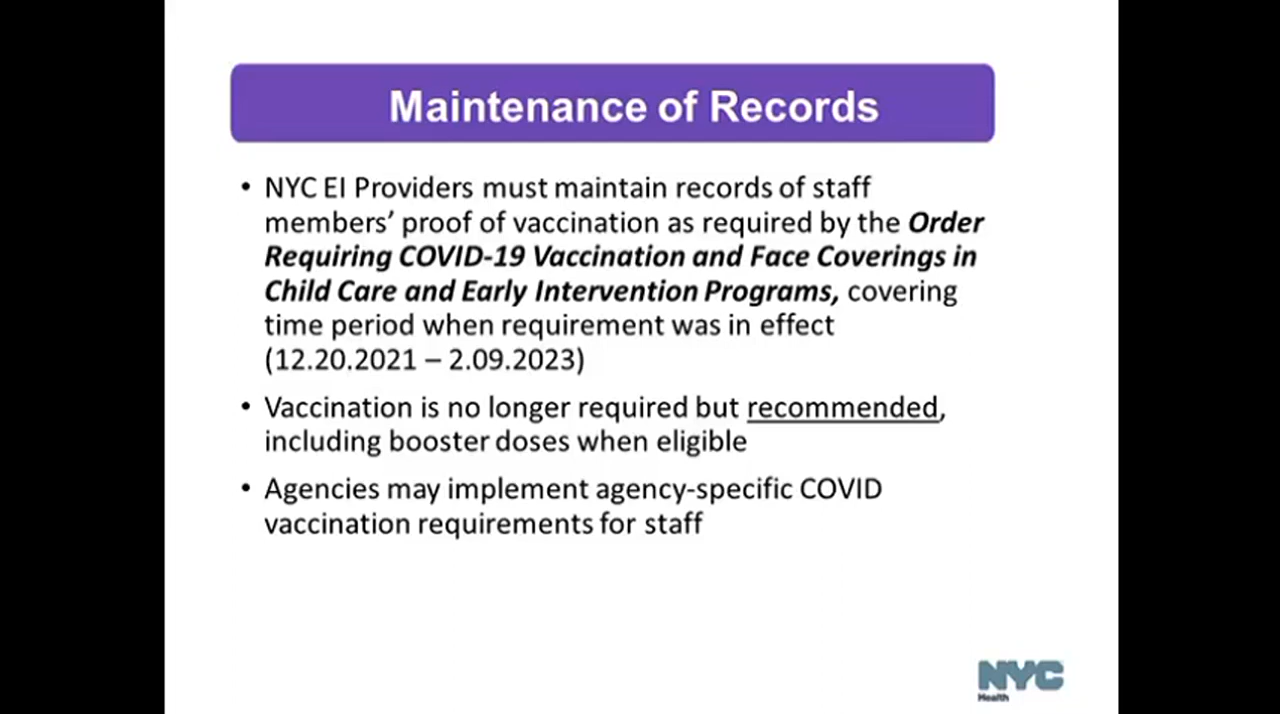 Maintenance of Records
• NYC EI Providers must maintain records of staff
members’ proof of vaccination as required by the Order
Requiring COVID-19 Vaccination and Face Coverings in
Child Care and Early Intervention Programs, covering
time period when requirement was in effect
(12.20.2021 – 2.09.2023)
• Vaccination is no longer required but recommended,
including booster doses when eligible
• Agencies may implement agency-specific COVID
vaccination requirements for staff
NYC
Health